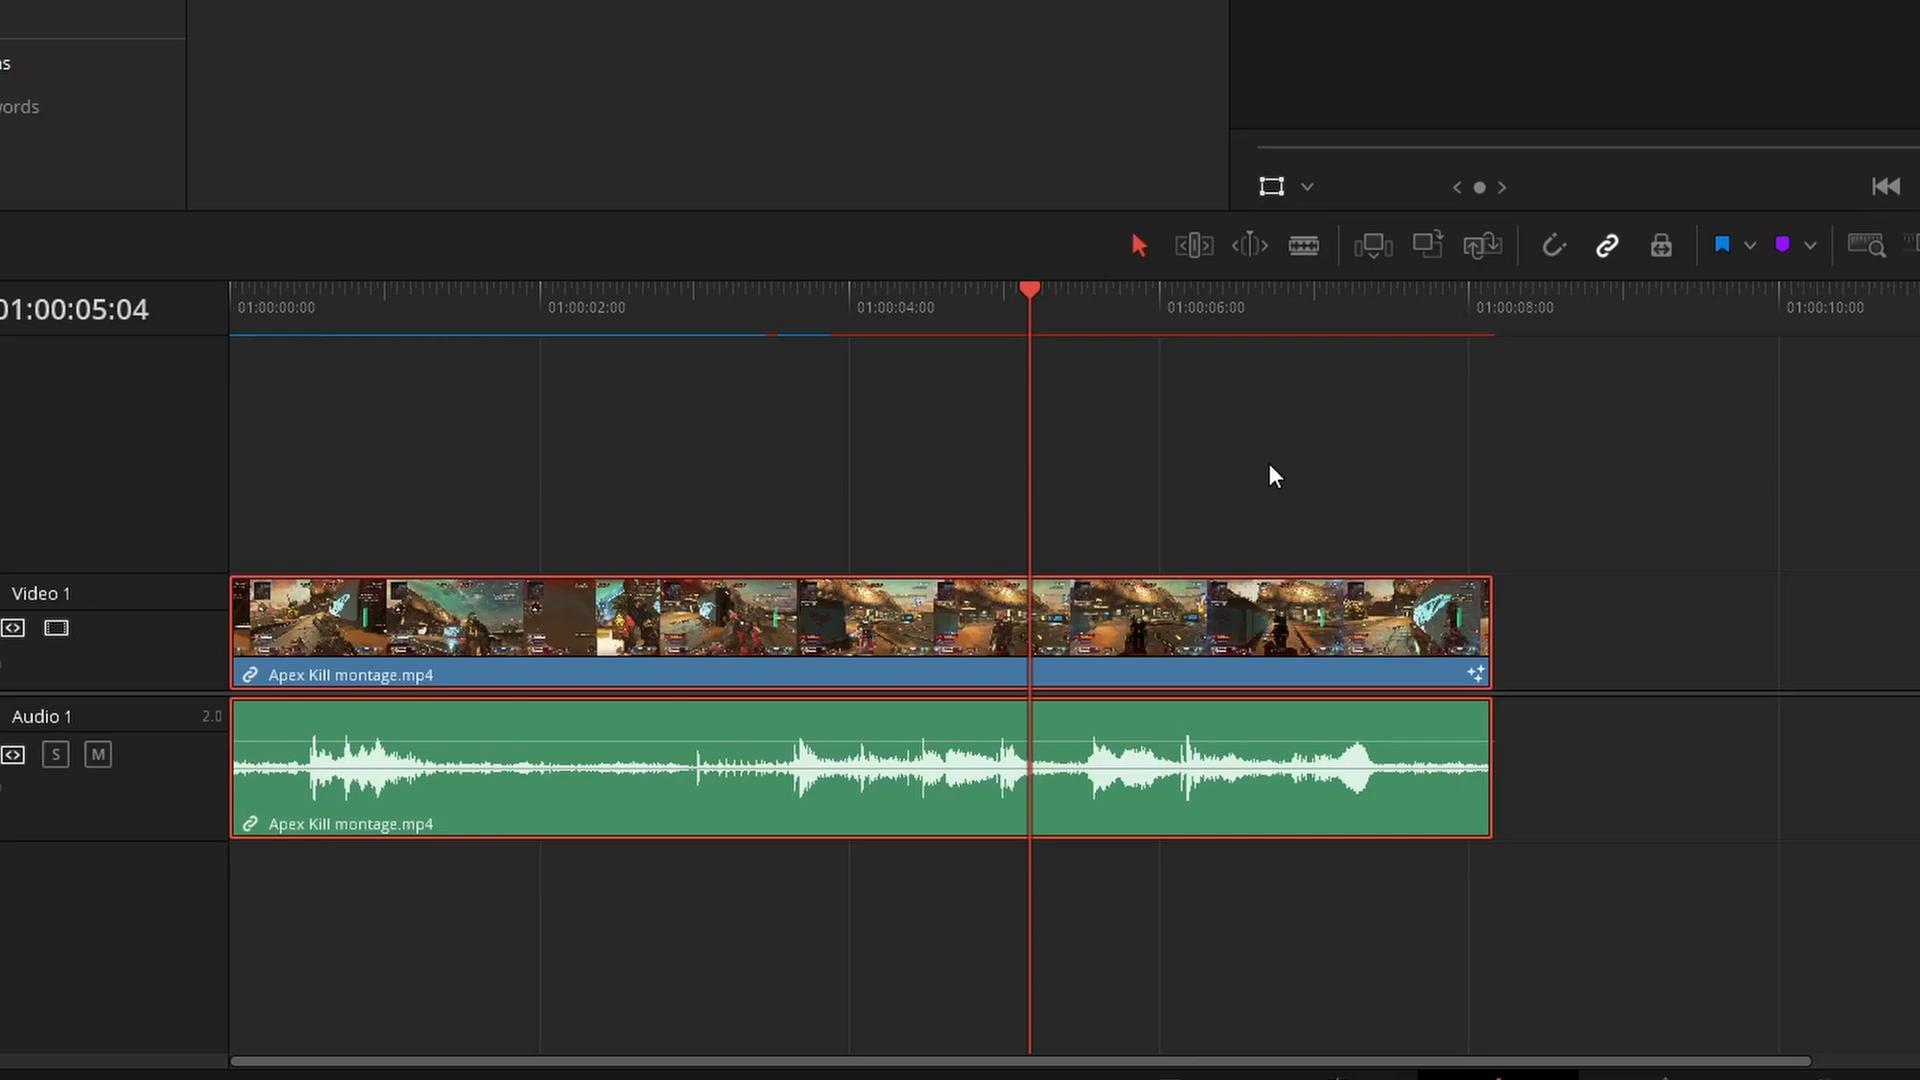 ns
words
01:00:05:04
01:00:00:00
01:00:02:00
01:00:04:00
01:00:06:00
01:00:08:00
01:00:10:00
Video 1
Apex Kill montage.mp4
Audio 1
2.0
S
M
Apex Kill montage.mp4